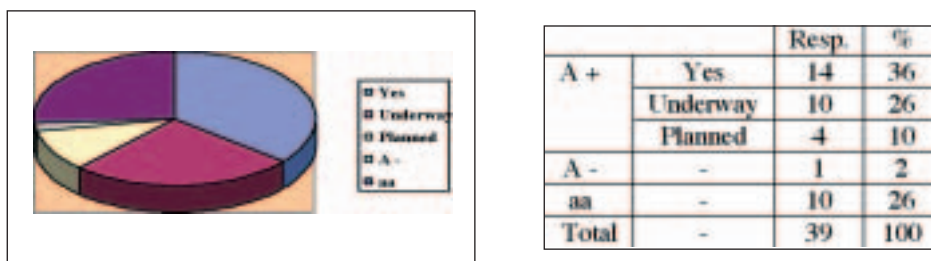 Yes
Underway
Planned
A -
aa
Resp. %
A + Yes 14 36
Underway 10 26
Planned 4 10
A - - 1 2
aa - 10 26
Total - 39 100